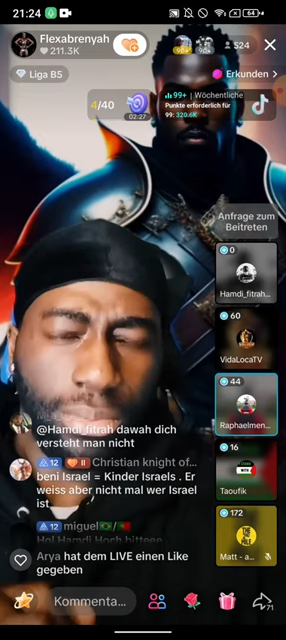 21:24
64
Flexabrenyah
211.3K
524
Liga B5
Erkunden >
4/40
02:27
99+ | Wöchentliche
Punkte erforderlich für
99: 320.6K
Anfrage zum
Beitreten
0
Hamdi_fitrah...
60
VidaLocaTV
44
Raphaelmen...
16
Taoufik
172
Matt - a...
@Hamdi_fitrah dawah dich
versteht man nicht
12 Christian knight of...
beni Israel = Kinder Israels . Er
weiss aber nicht mal wer Israel
ist
12 miguel
Hol Hamdi Hoch bitteee
Arya hat dem LIVE einen Like
gegeben
Kommenta...
71